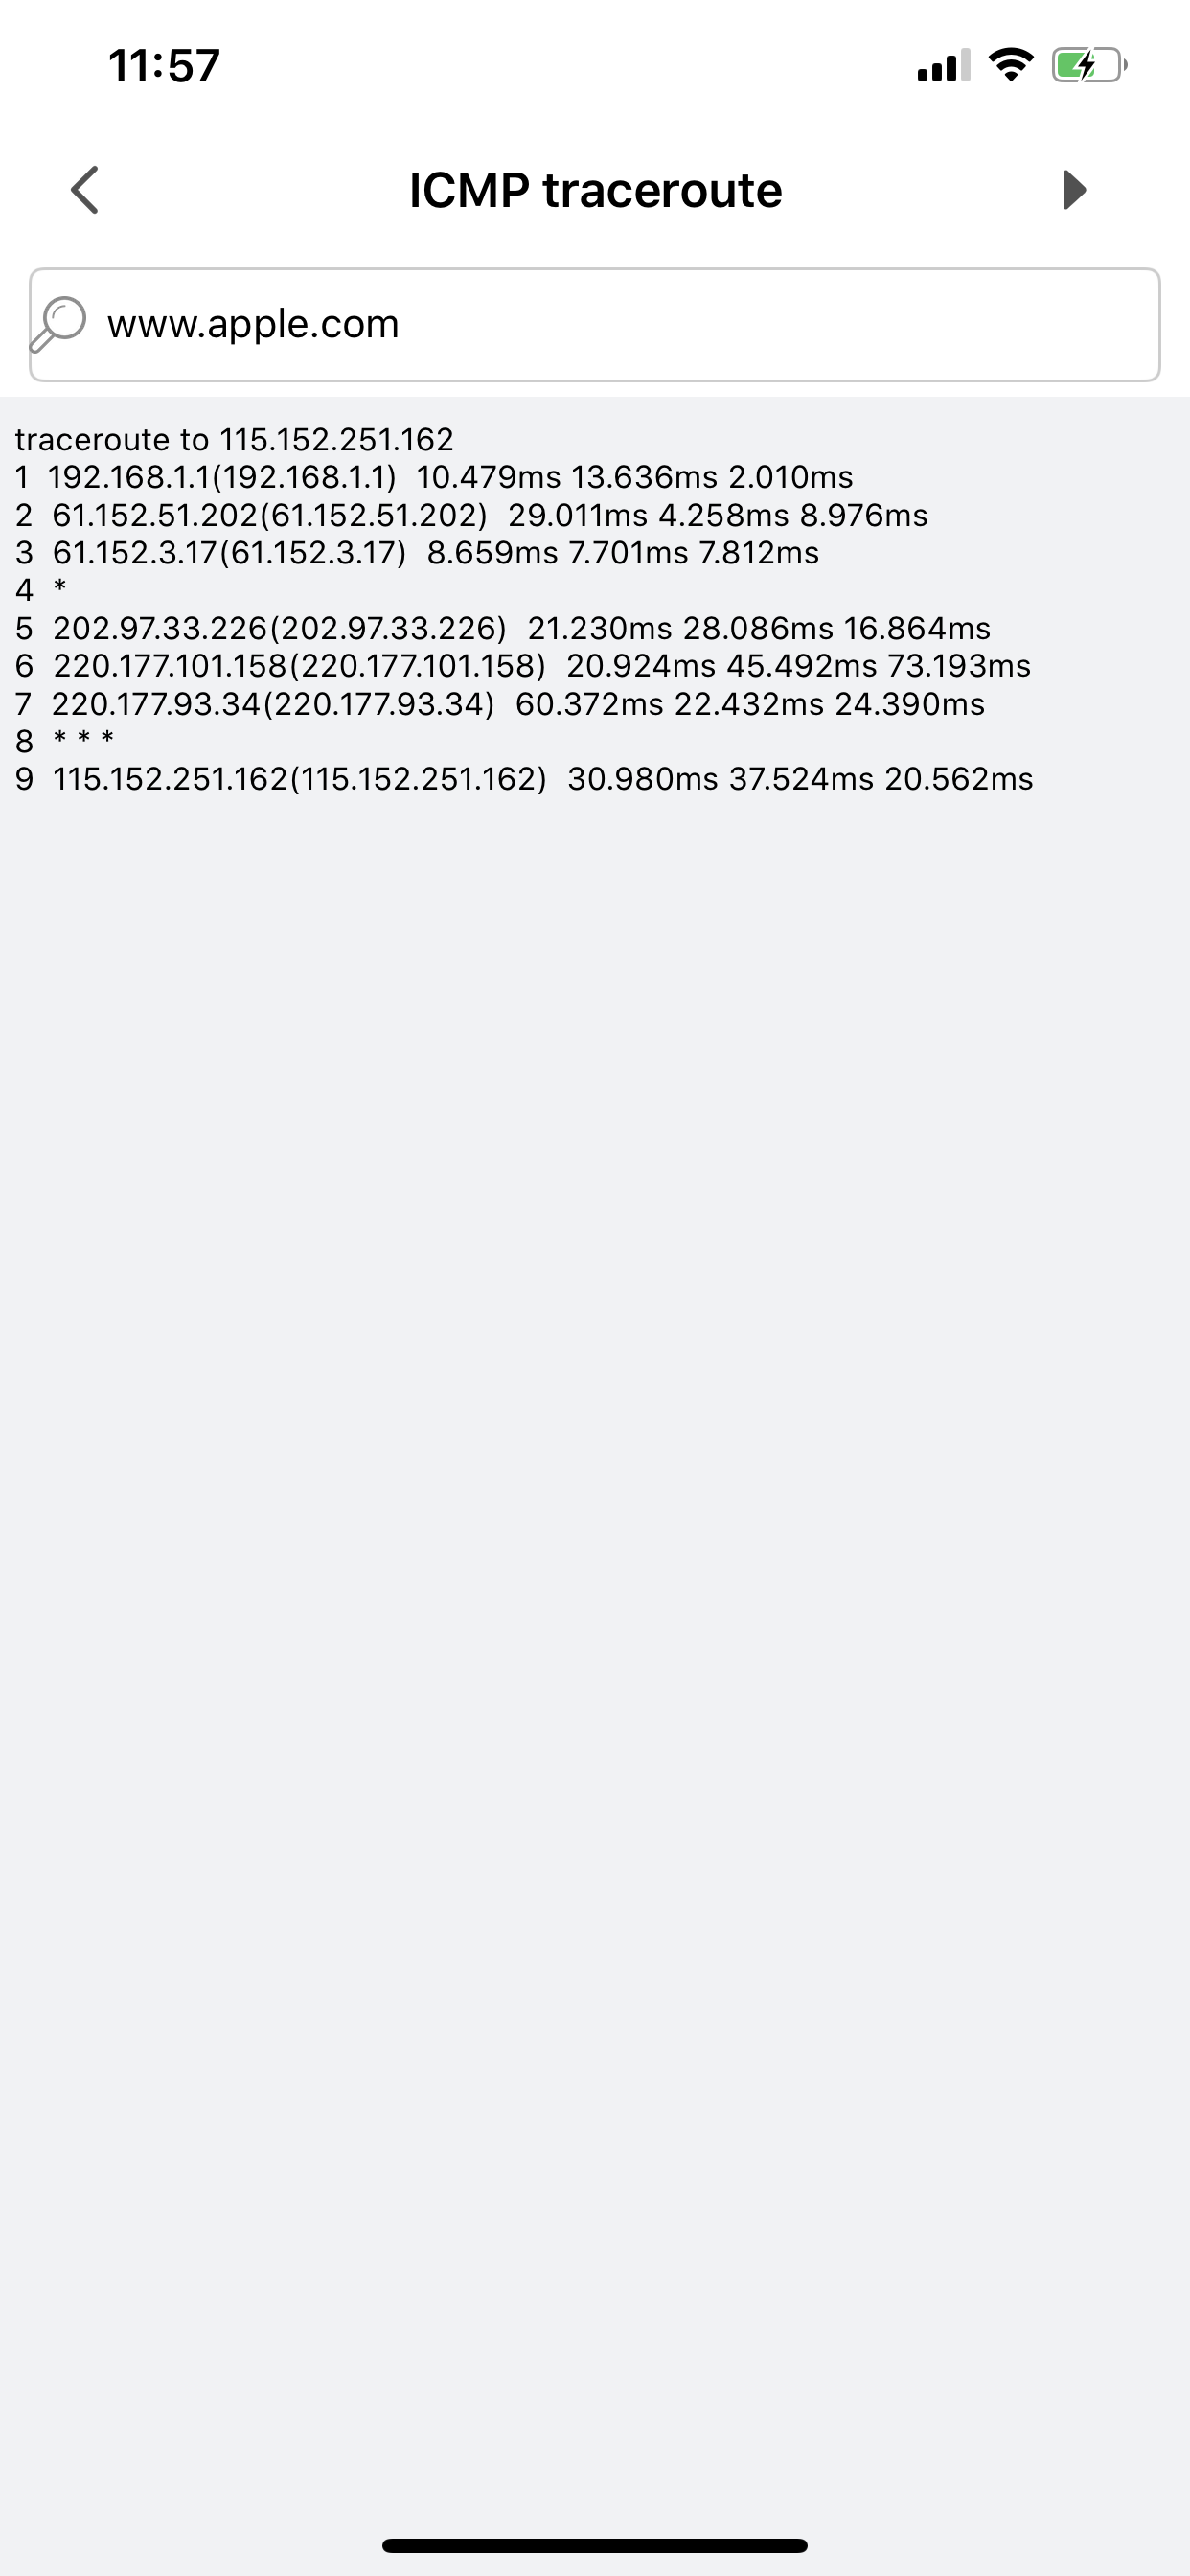 11:57
ICMP traceroute
www.apple.com
traceroute to 115.152.251.162
1  192.168.1.1(192.168.1.1)  10.479ms 13.636ms 2.010ms
2  61.152.51.202(61.152.51.202)  29.011ms 4.258ms 8.976ms
3  61.152.3.17(61.152.3.17)  8.659ms 7.701ms 7.812ms
4  *
5  202.97.33.226(202.97.33.226)  21.230ms 28.086ms 16.864ms
6  220.177.101.158(220.177.101.158)  20.924ms 45.492ms 73.193ms
7  220.177.93.34(220.177.93.34)  60.372ms 22.432ms 24.390ms
8  * * *
9  115.152.251.162(115.152.251.162)  30.980ms 37.524ms 20.562ms